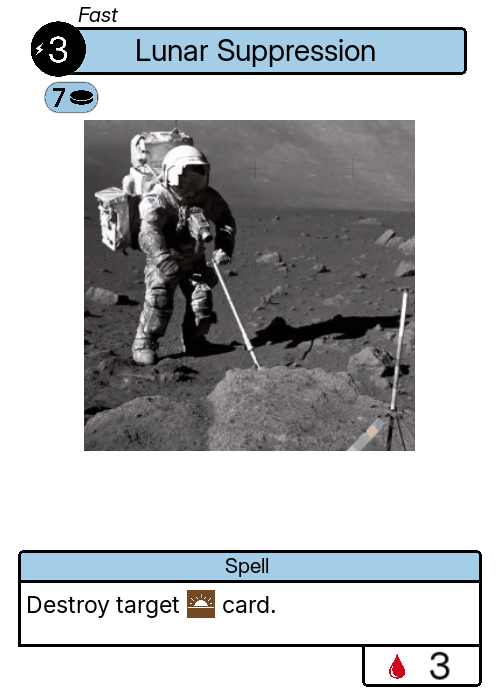 Fast
3
Lunar Suppression
7
Spell
Destroy target card.
3